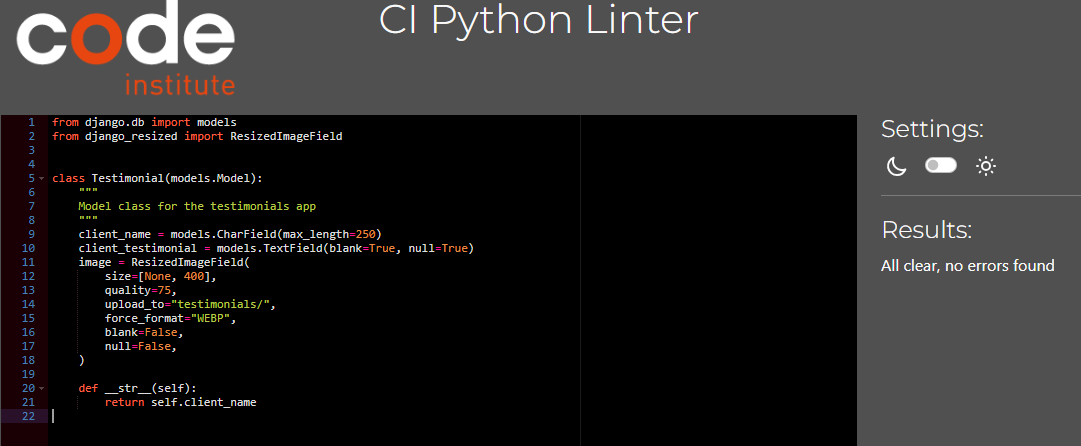 code
institute
CI Python Linter
1 from django.db import models
2 from django_resized import ResizedImageField
3
4
5 class Testimonial(models.Model):
6     """
7     Model class for the testimonials app
8     """
9     client_name = models.CharField(max_length=250)
10     client_testimonial = models.TextField(blank=True, null=True)
11     image = ResizedImageField(
12         size=[None, 400],
13         quality=75,
14         upload_to="testimonials/",
15         force_format="WEBP",
16         blank=False,
17         null=False,
18     )
19
20     def __str__(self):
21         return self.client_name
22
Settings:
Results:
All clear, no errors found